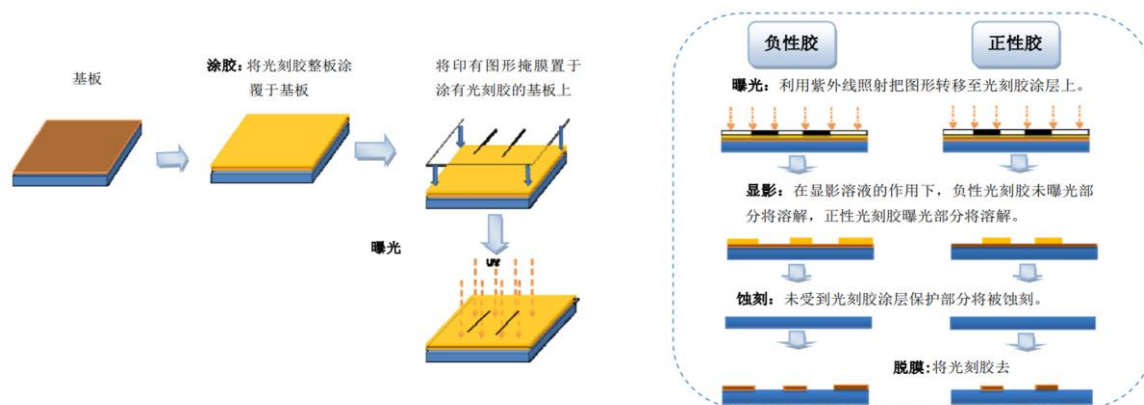 基板
涂胶：将光刻胶整板涂
覆于基板
将印有图形掩膜置于
涂有光刻胶的基板上
曝光
UV
负性胶
正性胶
曝光：利用紫外线照射把图形转移至光刻胶涂层上。
显影：在显影溶液的作用下，负性光刻胶未曝光部
分将溶解，正性光刻胶曝光部分将溶解。
蚀刻：未受到光刻胶涂层保护部分将被蚀刻。
脱膜:将光刻胶去